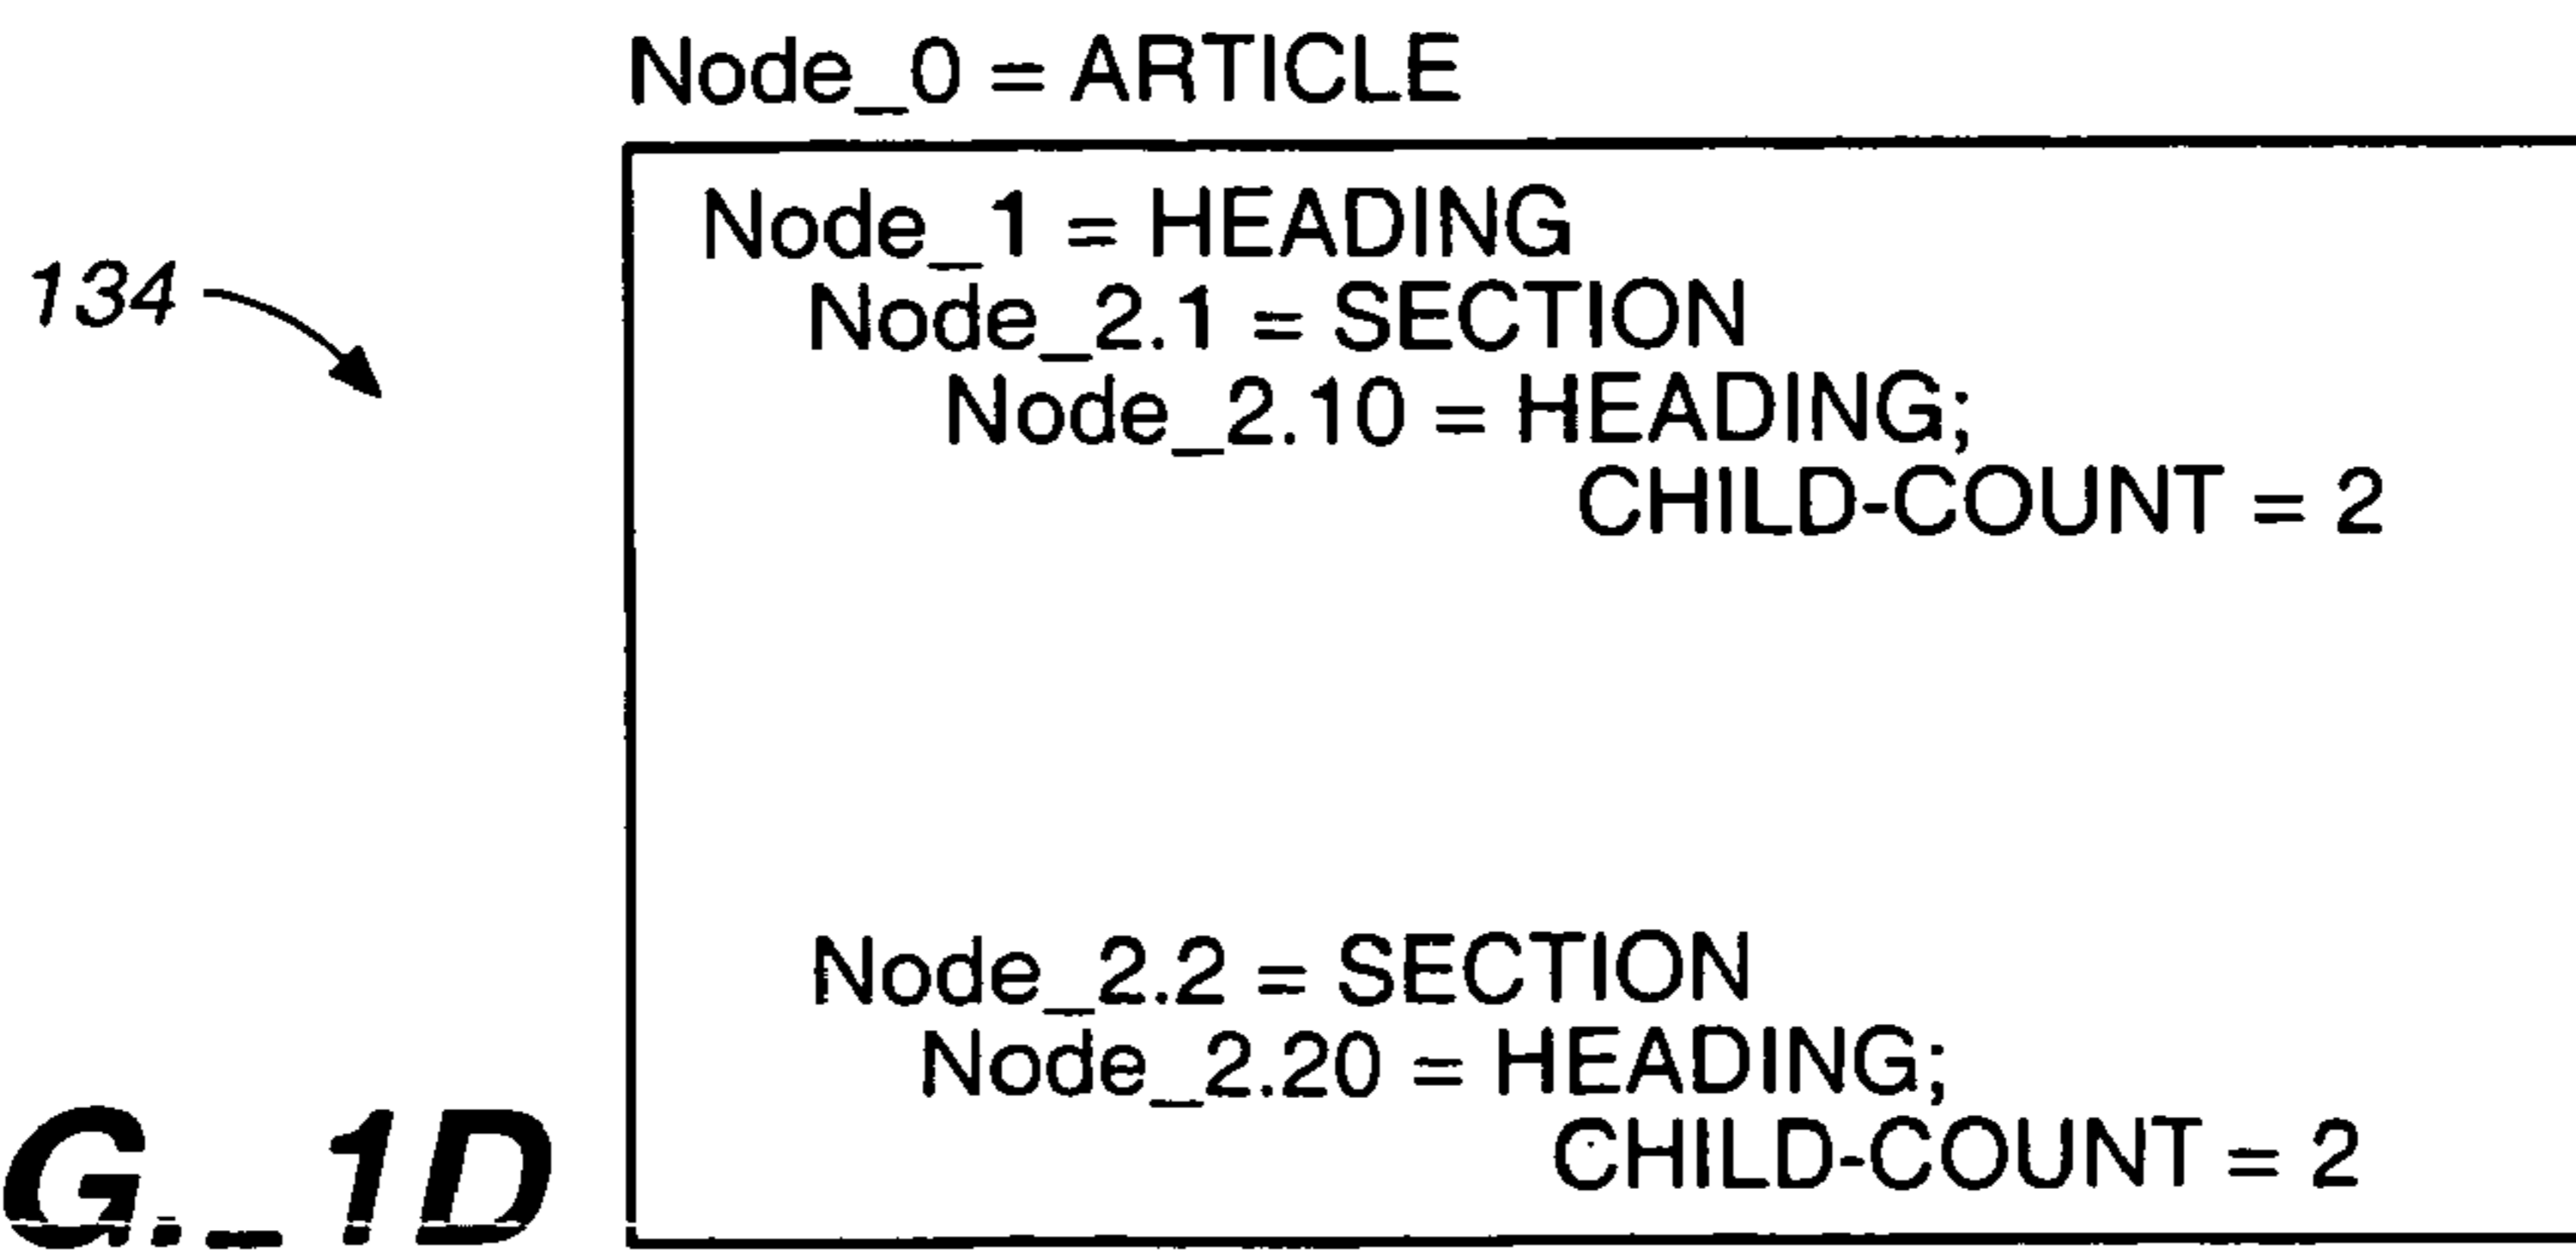 Node_0 = ARTICLE
Node_1 = HEADING
134
Node_2.1 = SECTION
Node_2.10 = HEADING;
CHILD-COUNT = 2
Node_2.2 = SECTION
Node_2.20 = HEADING;
CHILD-COUNT = 2
G._1D